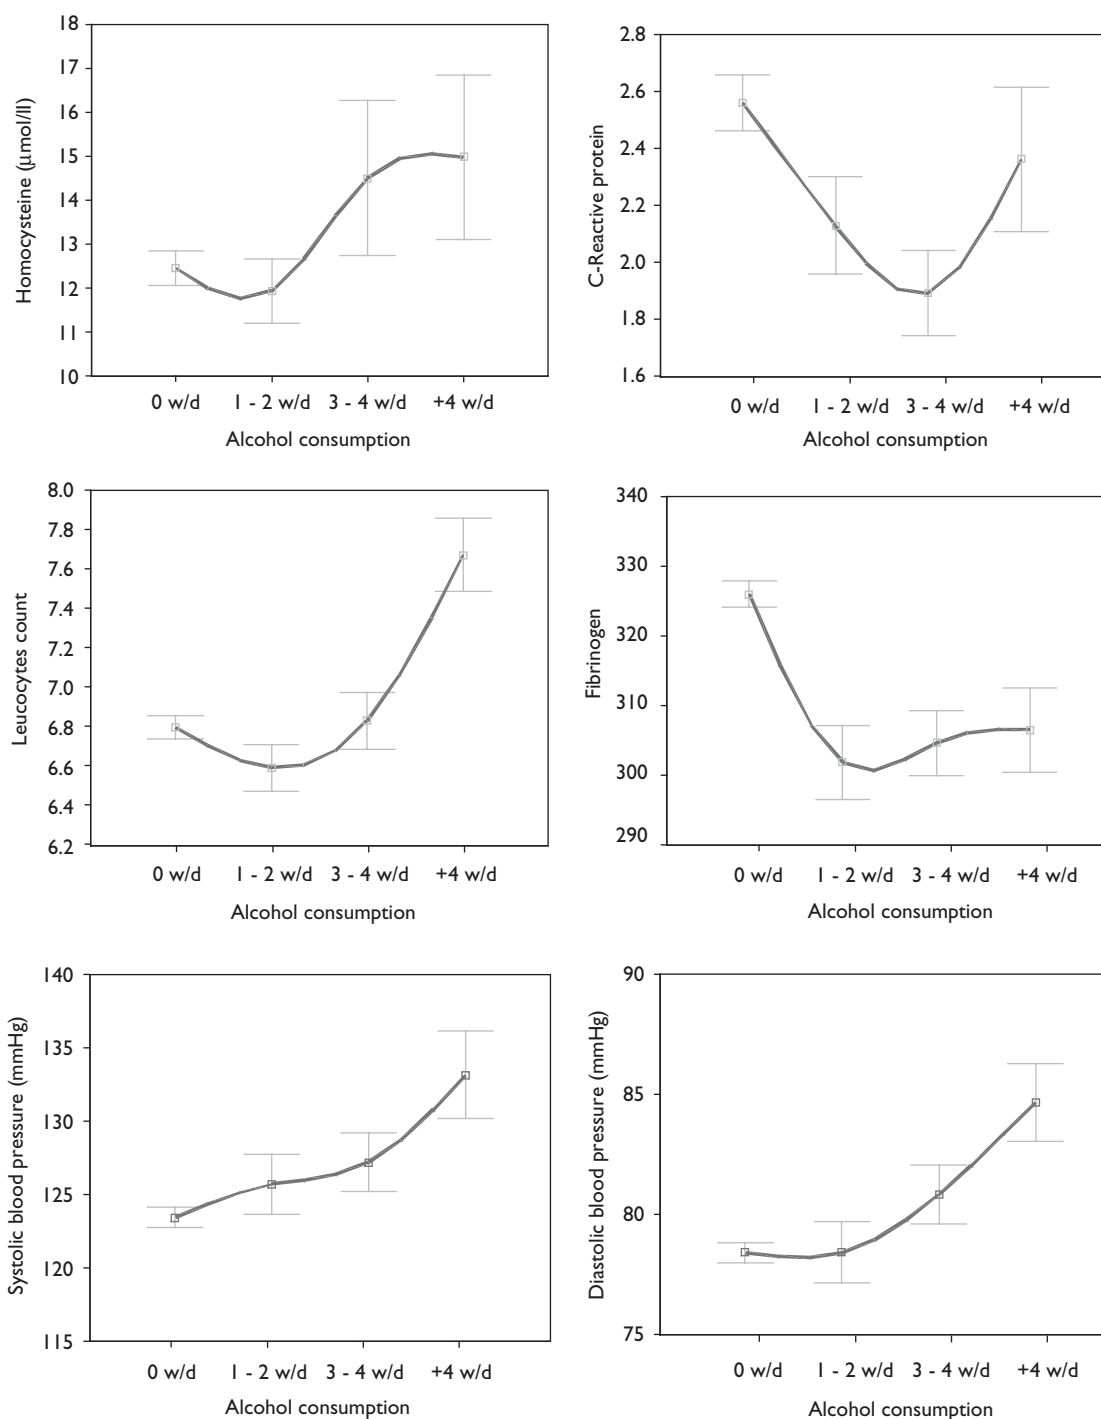 Homocysteine (µmol/ll)
18
17
16
15
14
13
12
11
10
0 w/d 1 - 2 w/d 3 - 4 w/d +4 w/d
Alcohol consumption
C-Reactive protein
2.8
2.6
2.4
2.2
2.0
1.8
1.6
0 w/d 1 - 2 w/d 3 - 4 w/d +4 w/d
Alcohol consumption
Leucocytes count
8.0
7.8
7.6
7.4
7.2
7.0
6.8
6.6
6.4
6.2
0 w/d 1 - 2 w/d 3 - 4 w/d +4 w/d
Alcohol consumption
Fibrinogen
340
330
320
310
300
290
0 w/d 1 - 2 w/d 3 - 4 w/d +4 w/d
Alcohol consumption
Systolic blood pressure (mmHg)
140
135
130
125
120
115
0 w/d 1 - 2 w/d 3 - 4 w/d +4 w/d
Alcohol consumption
Diastolic blood pressure (mmHg)
90
85
80
75
0 w/d 1 - 2 w/d 3 - 4 w/d +4 w/d
Alcohol consumption